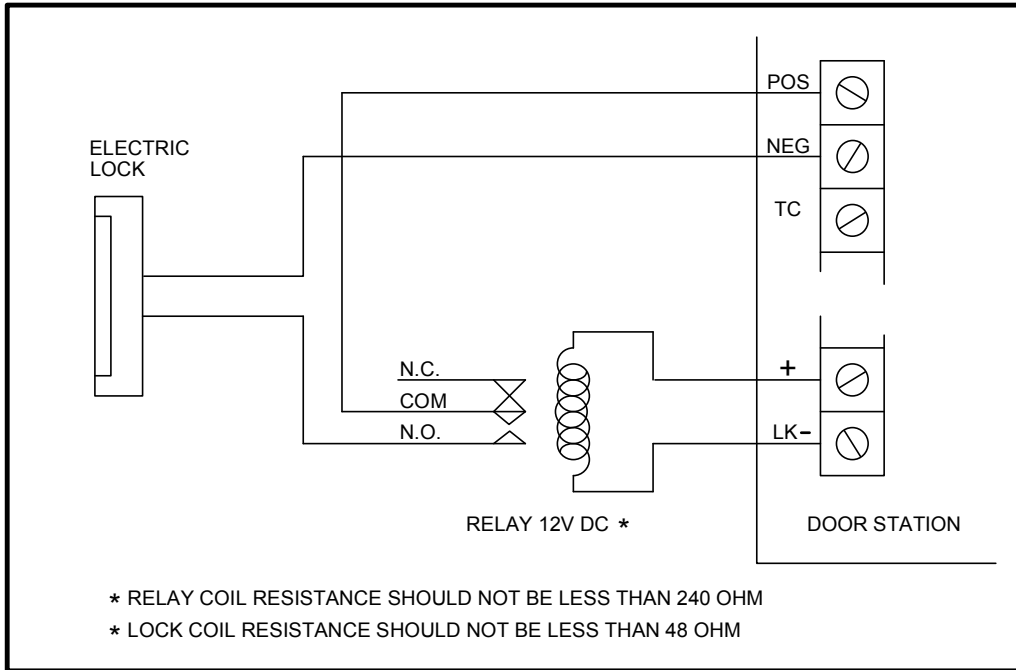 POS
ELECTRIC
LOCK
NEG
TC
N.C.
COM
N.O.
+
LK-
RELAY 12V DC *
DOOR STATION
* RELAY COIL RESISTANCE SHOULD NOT BE LESS THAN 240 OHM
* LOCK COIL RESISTANCE SHOULD NOT BE LESS THAN 48 OHM